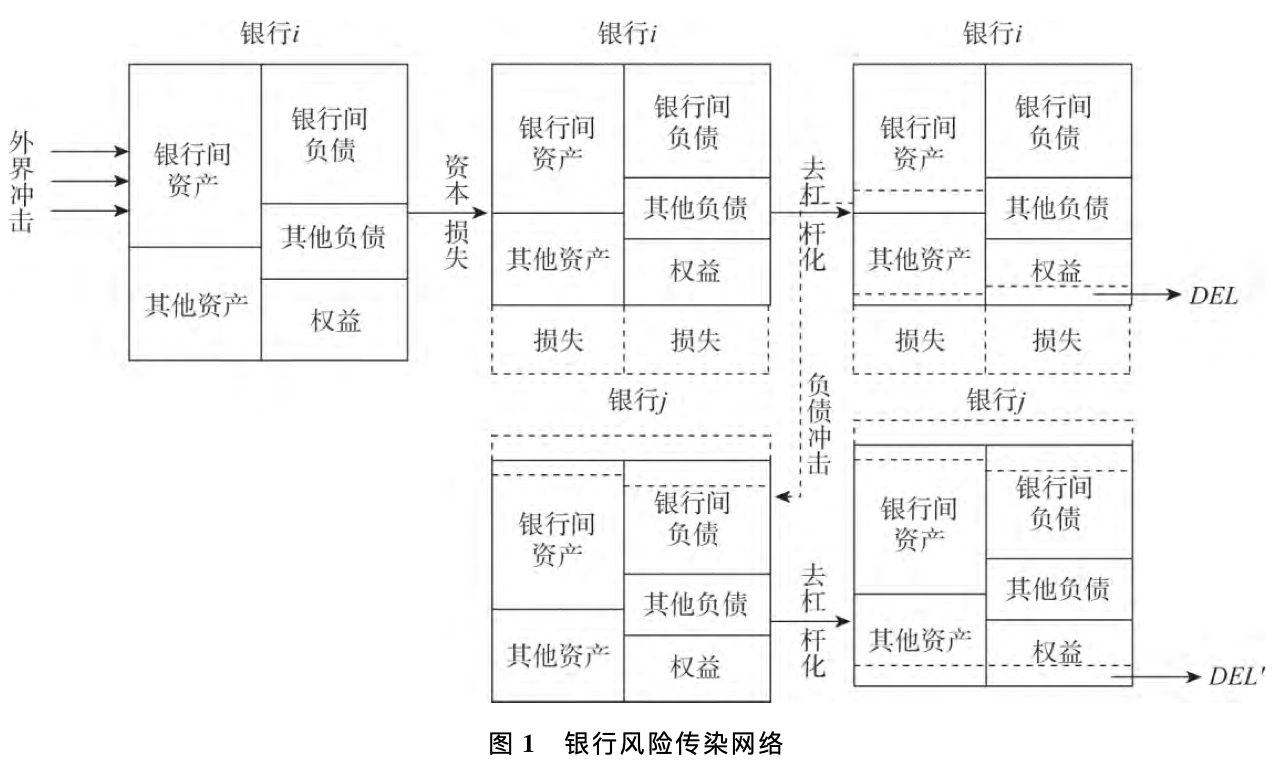 银行i
银行i
银行i
外界冲击
银行间
资产
银行间
负债
其他负债
其他资产
权益
资本损失
银行间
资产
银行间
负债
其他负债
其他资产
权益
损失
损失
去杠杆化
银行间
资产
银行间
负债
其他负债
其他资产
权益
DEL
损失
损失
负债冲击
银行j
银行j
银行间
资产
银行间
负债
其他负债
其他资产
权益
去杠杆化
银行间
资产
银行间
负债
其他负债
其他资产
权益
DEL'
图 1 银行风险传染网络